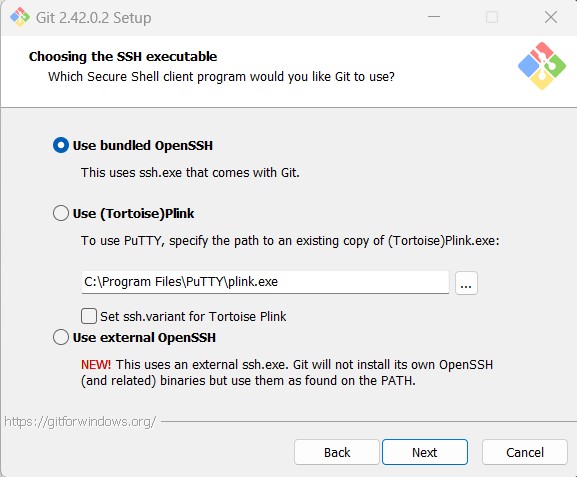 Git 2.42.0.2 Setup
Choosing the SSH executable
Which Secure Shell client program would you like Git to use?
Use bundled OpenSSH
This uses ssh.exe that comes with Git.
Use (Tortoise)Plink
To use PuTTY, specify the path to an existing copy of (Tortoise)Plink.exe:
C:\Program Files\PuTTY\plink.exe
...
Set ssh.variant for Tortoise Plink
Use external OpenSSH
NEW! This uses an external ssh.exe. Git will not install its own OpenSSH
(and related) binaries but use them as found on the PATH.
https://gitforwindows.org/
Back Next Cancel